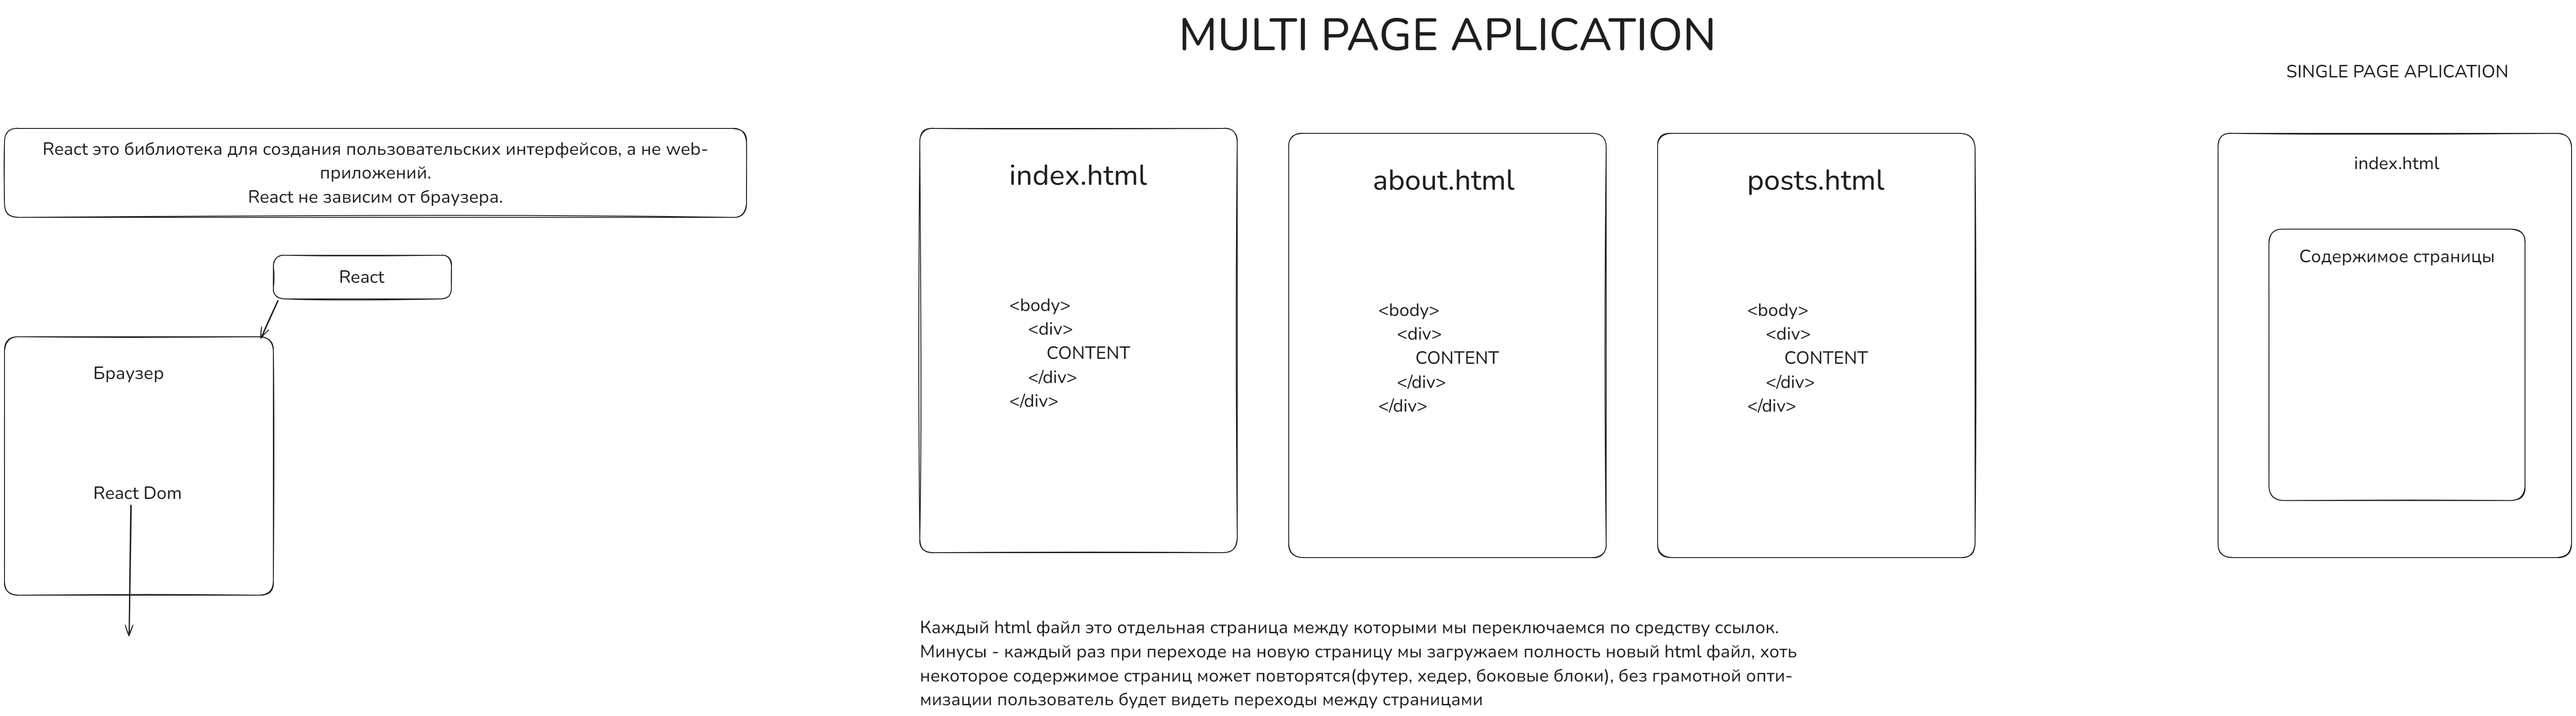 MULTI PAGE APLICATION
SINGLE PAGE APLICATION
React это библиотека для создания пользовательских интерфейсов, а не web-
приложений.
React не зависим от браузера.
React
Браузер
React Dom
index.html
<body>
<div>
CONTENT
</div>
</div>
about.html
<body>
<div>
CONTENT
</div>
</div>
posts.html
<body>
<div>
CONTENT
</div>
</div>
Каждый html файл это отдельная страница между которыми мы переключаемся по средству ссылок.
Минусы - каждый раз при переходе на новую страницу мы загружаем полность новый html файл, хоть
некоторое содержимое страниц может повторятся(футер, хедер, боковые блоки), без грамотной опти-
мизации пользователь будет видеть переходы между страницами
index.html
Содержимое страницы